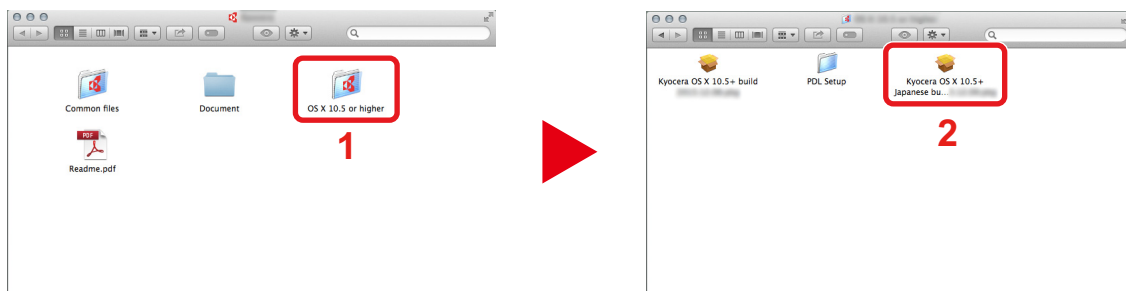 Common files
Document
OS X 10.5 or higher
1
PDF
Readme.pdf
Kyocera OS X 10.5+ build
PDL Setup
Kyocera OS X 10.5+
Japanese bu...
2